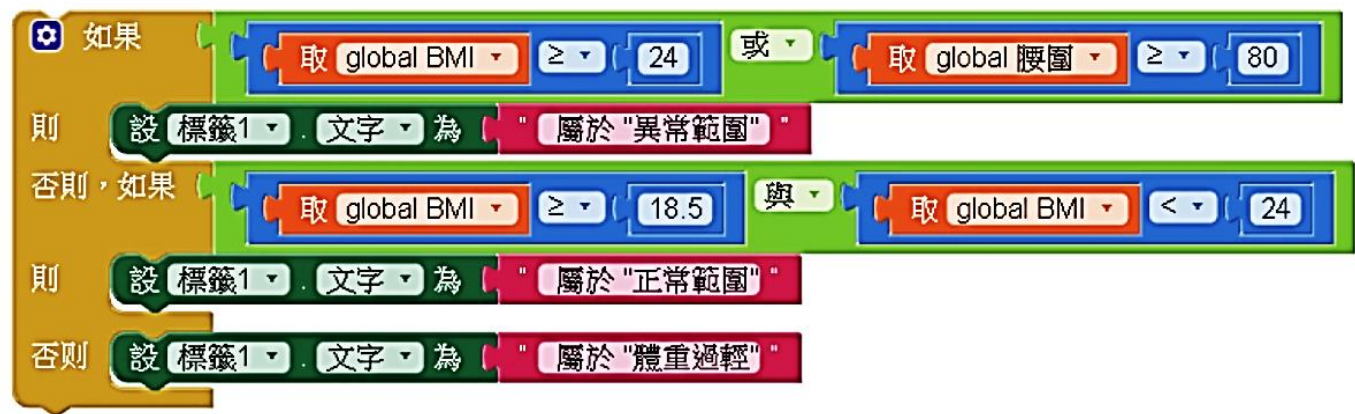 如果 取 global BMI ≥ 24 或 取 global 腰圍 ≥ 80
則 設 標籤1 . 文字 為 " 屬於 "異常範圍" "
否則，如果 取 global BMI ≥ 18.5 與 取 global BMI < 24
則 設 標籤1 . 文字 為 " 屬於 "正常範圍" "
否则 設 標籤1 . 文字 為 " 屬於 "體重過輕" "